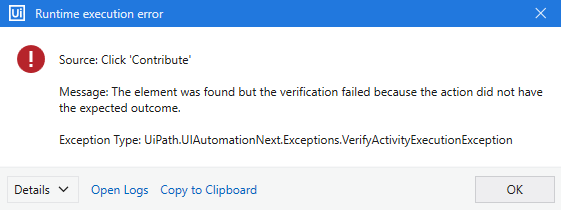 Ui Runtime execution error
Source: Click 'Contribute'
Message: The element was found but the verification failed because the action did not have
the expected outcome.
Exception Type: UiPath.UIAutomationNext.Exceptions.VerifyActivityExecutionException
Details Open Logs Copy to Clipboard OK